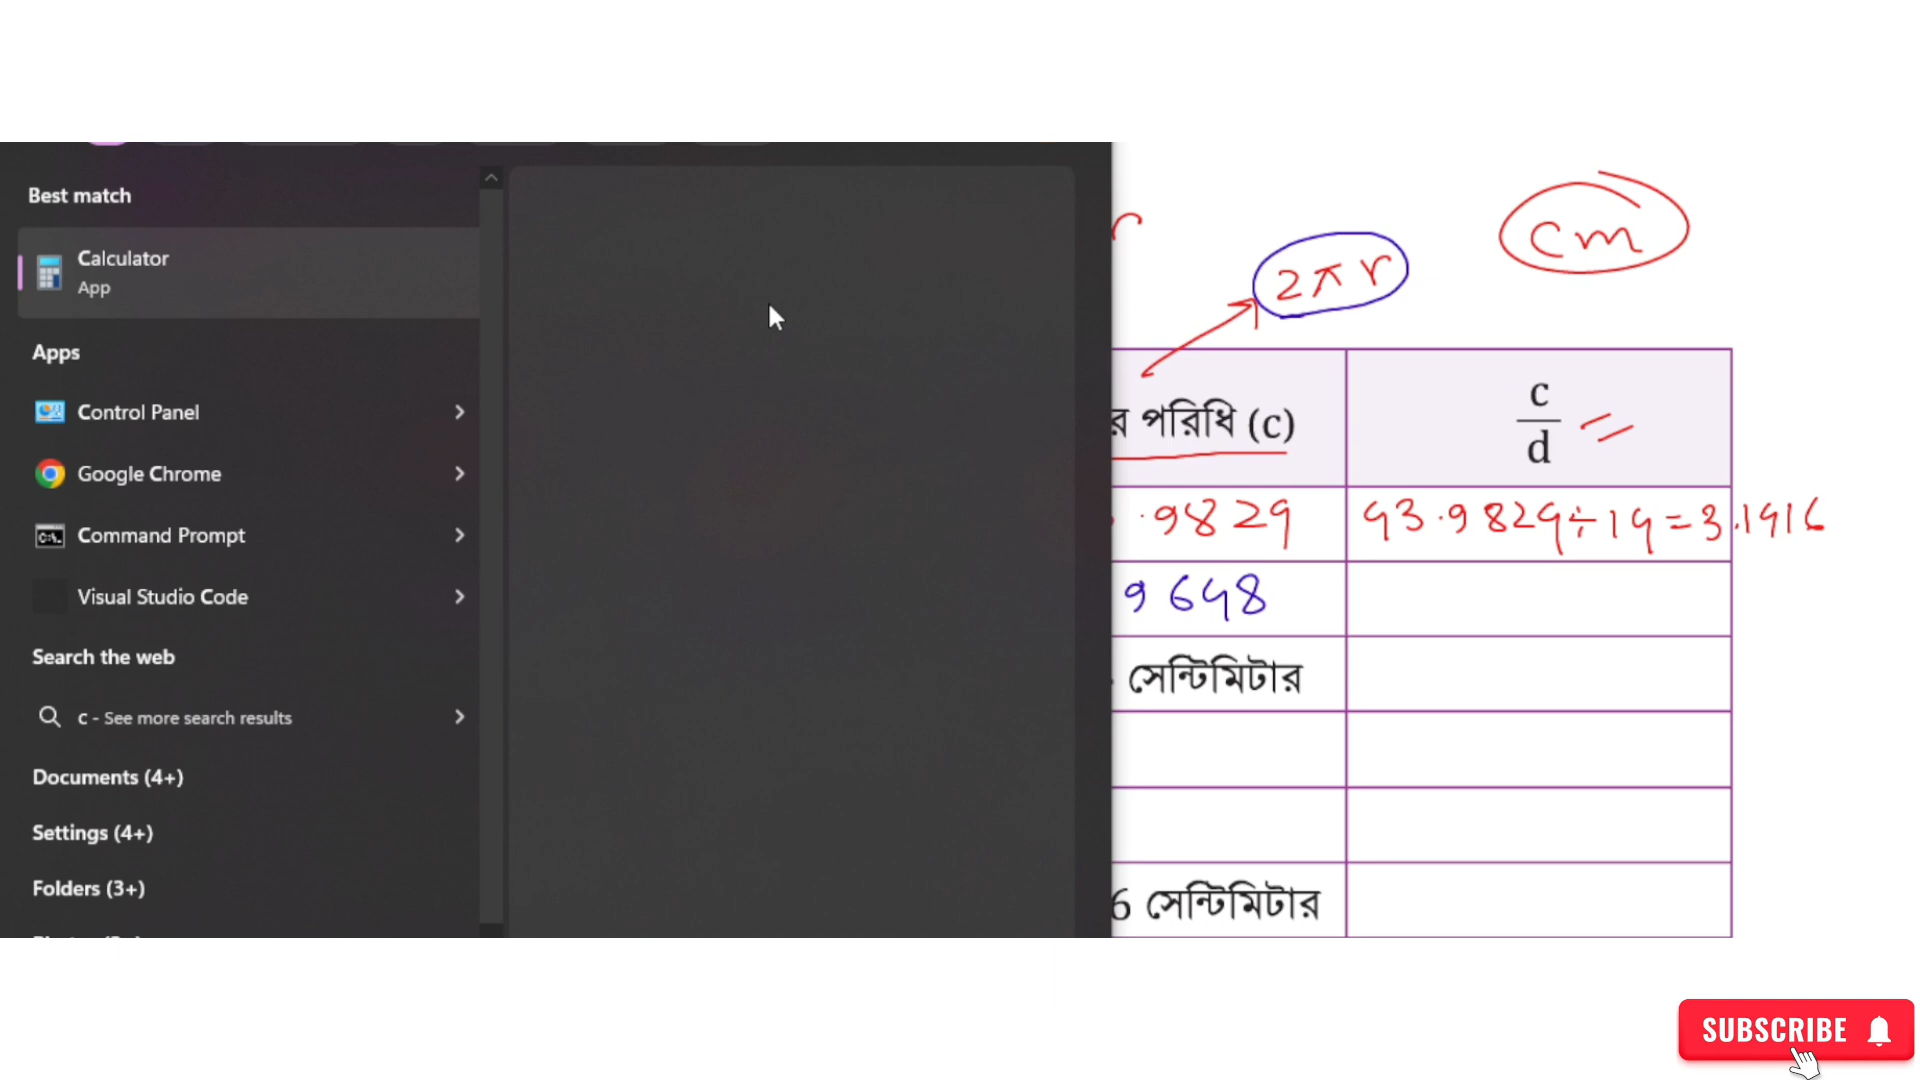 Best match
Calculator
App
Apps
Control Panel
Google Chrome
Command Prompt
Visual Studio Code
Search the web
c - See more search results
Documents (4+)
Settings (4+)
Folders (3+)
r
2πr
cm
র পরিধি (c)
c
d
=
.9829
43.9824÷14=3.1416
9648
সেন্টিমিটার
6 সেন্টিমিটার
SUBSCRIBE